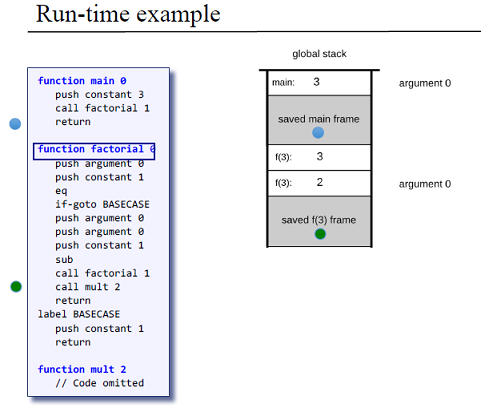 Run-time example
function main 0
push constant 3
call factorial 1
return
function factorial 0
push argument 0
push constant 1
eq
if-goto BASECASE
push argument 0
push argument 0
push constant 1
sub
call factorial 1
call mult 2
return
label BASECASE
push constant 1
return
function mult 2
// Code omitted
global stack
main: 3 argument 0
saved main frame
f(3): 3
f(3): 2 argument 0
saved f(3) frame